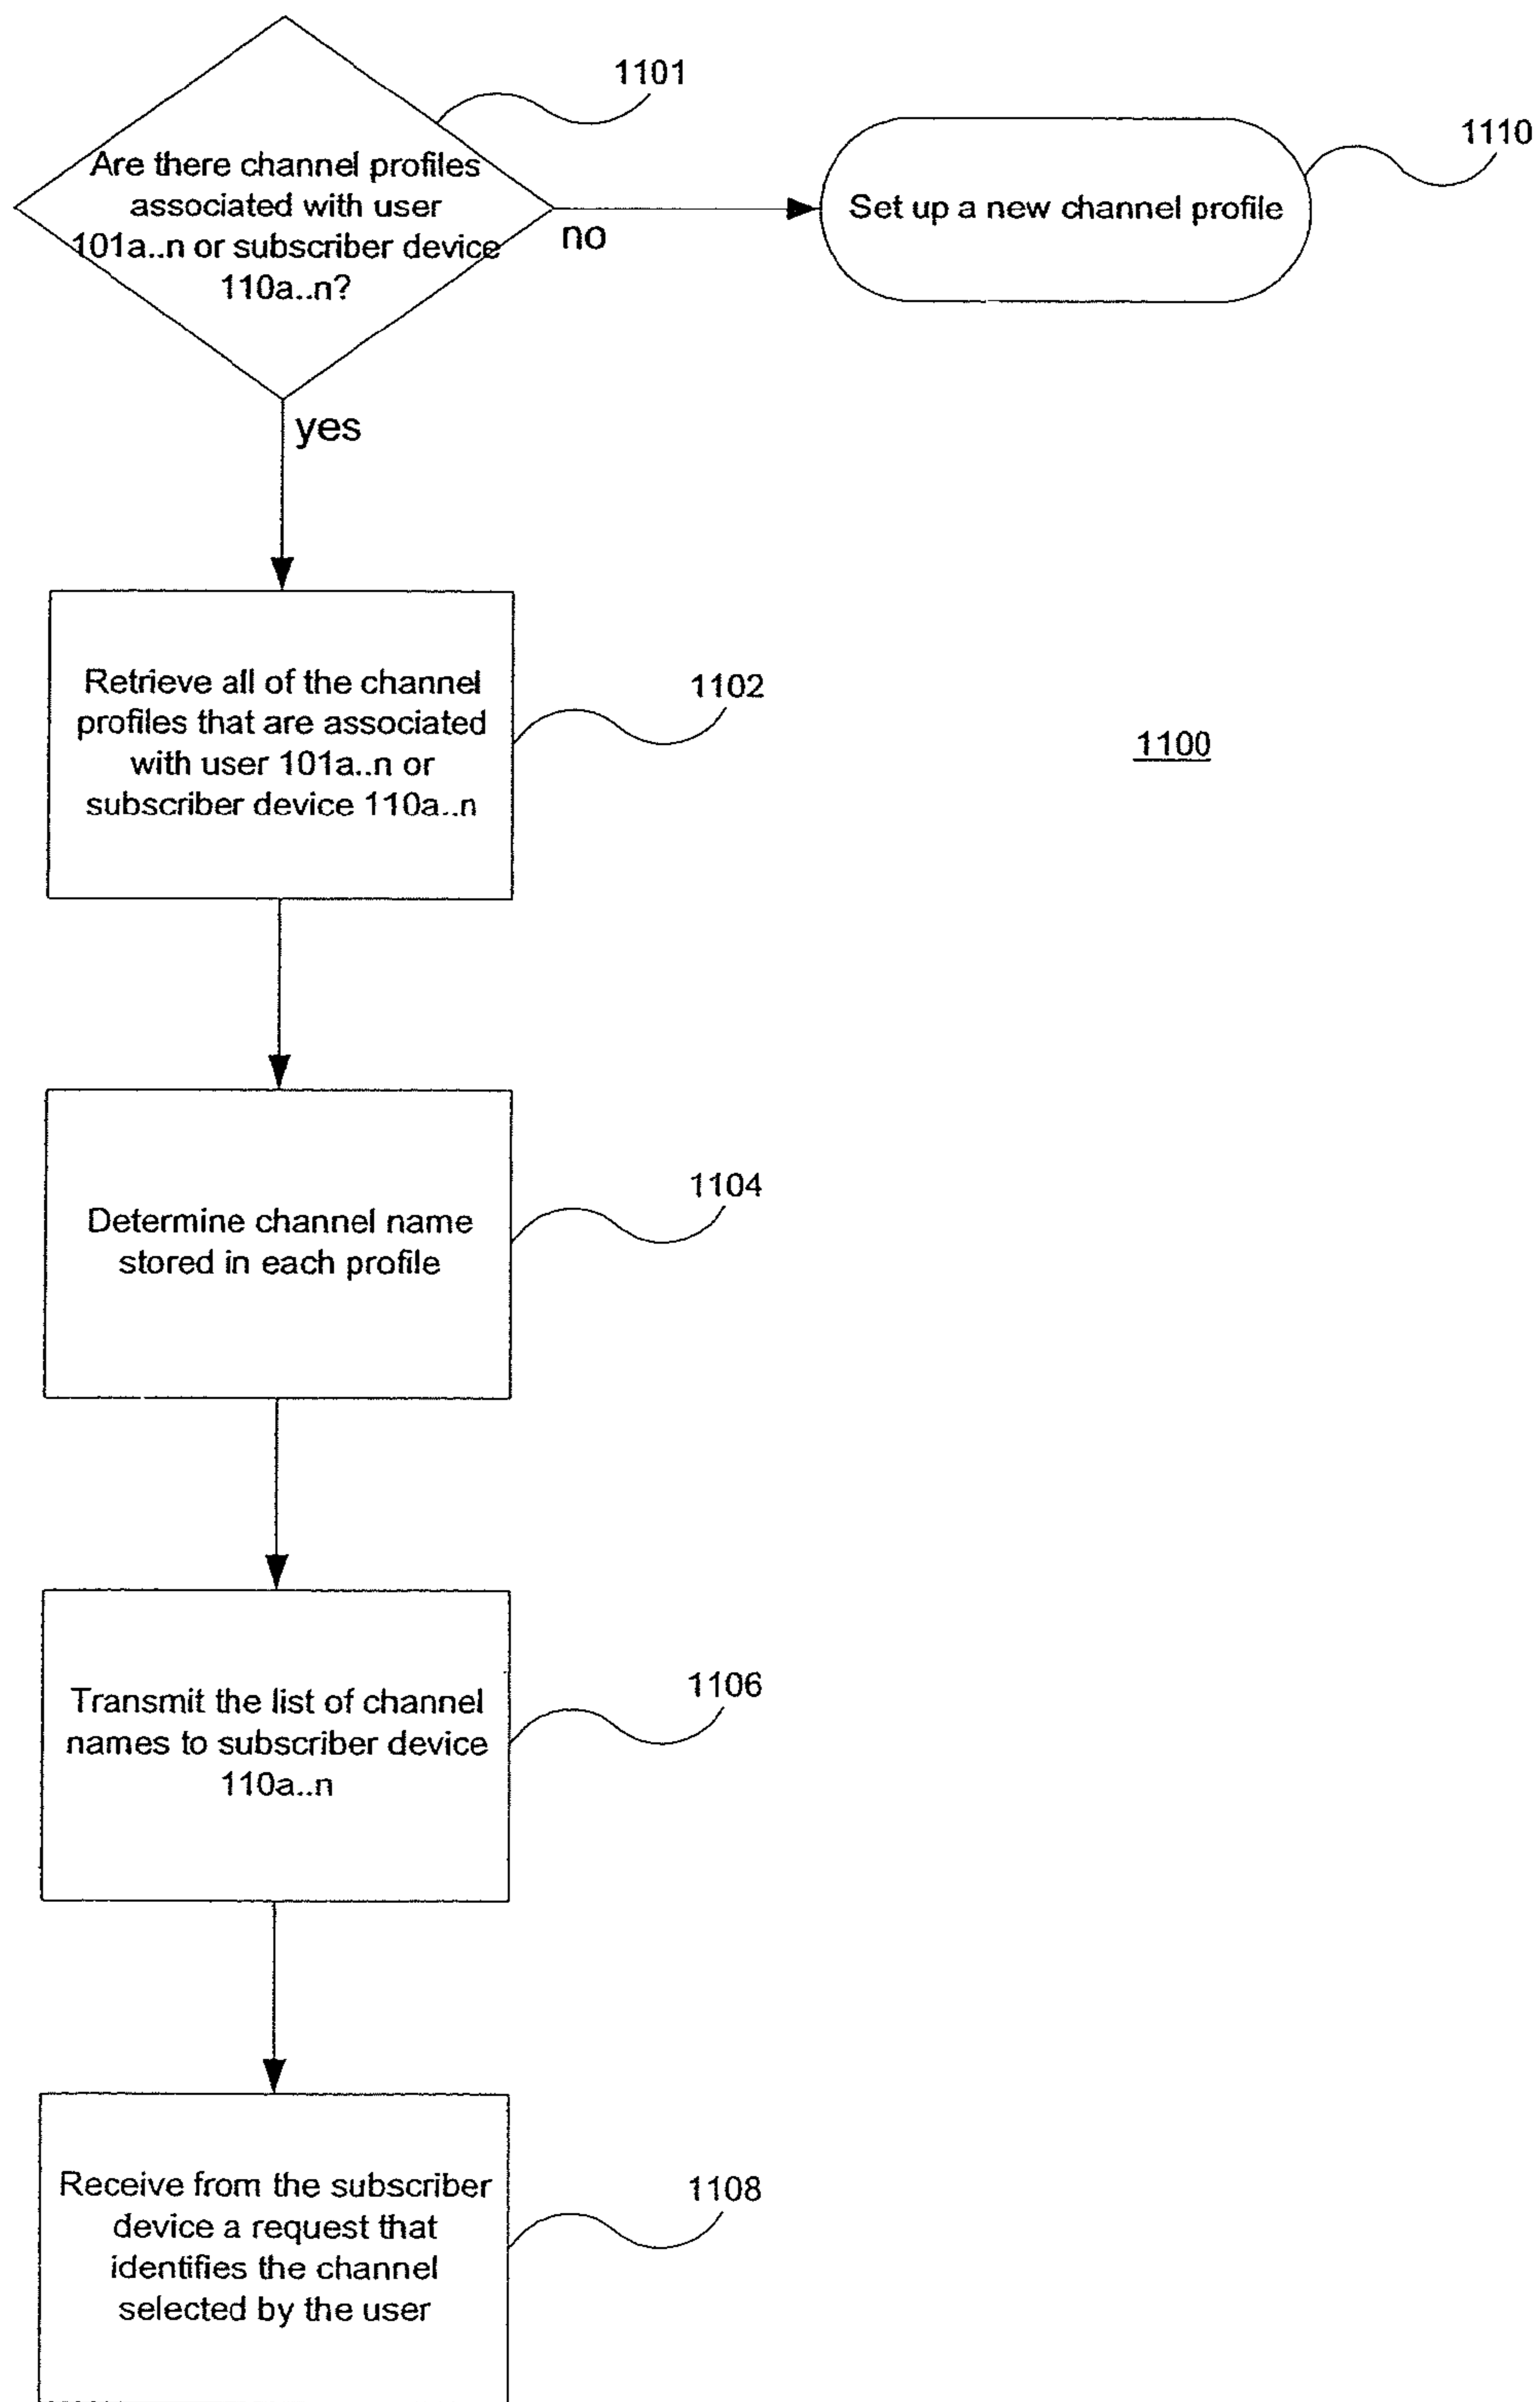 1101
Are there channel profiles
associated with user
101a..n or subscriber device
110a..n?
no
Set up a new channel profile
1110
yes
Retrieve all of the channel
profiles that are associated
with user 101a..n or
subscriber device 110a..n
1102
1100
Determine channel name
stored in each profile
1104
Transmit the list of channel
names to subscriber device
110a..n
1106
Receive from the subscriber
device a request that
identifies the channel
selected by the user
1108